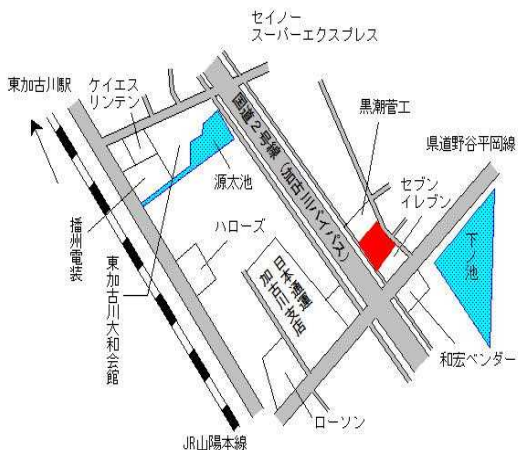 セイノー
スーパーエクスプレス
東加古川駅
ケイエス
リンテン
国道２号線（加古川バイパス）
黒潮菅工
県道野谷平岡線
源太池
セブン
イレブン
播州電装
ハローズ
下ノ池
東加古川大和会館
日本通運
加古川支店
和宏ベンダー
ローソン
JR山陽本線